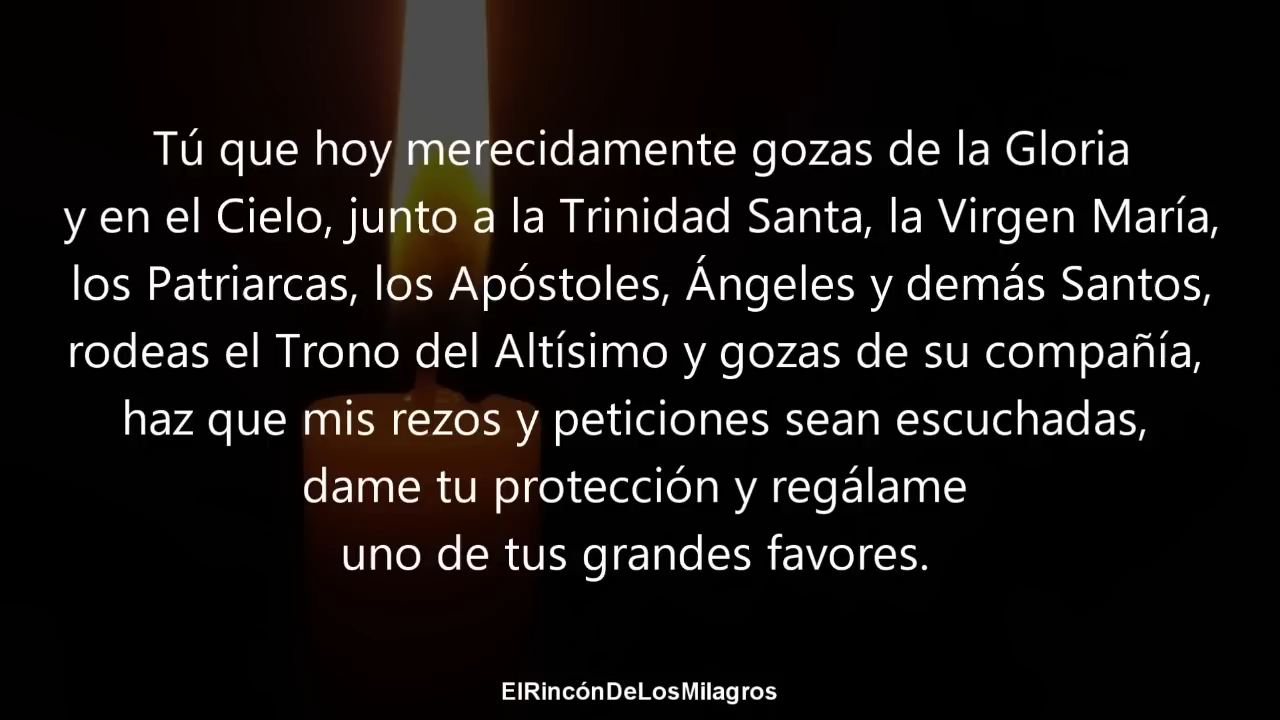 Tú que hoy merecidamente gozas de la Gloria
y en el Cielo, junto a la Trinidad Santa, la Virgen María,
los Patriarcas, los Apóstoles, Ángeles y demás Santos,
rodeas el Trono del Altísimo y gozas de su compañía,
haz que mis rezos y peticiones sean escuchadas,
dame tu protección y regálame
uno de tus grandes favores.
ElRincónDeLosMilagros